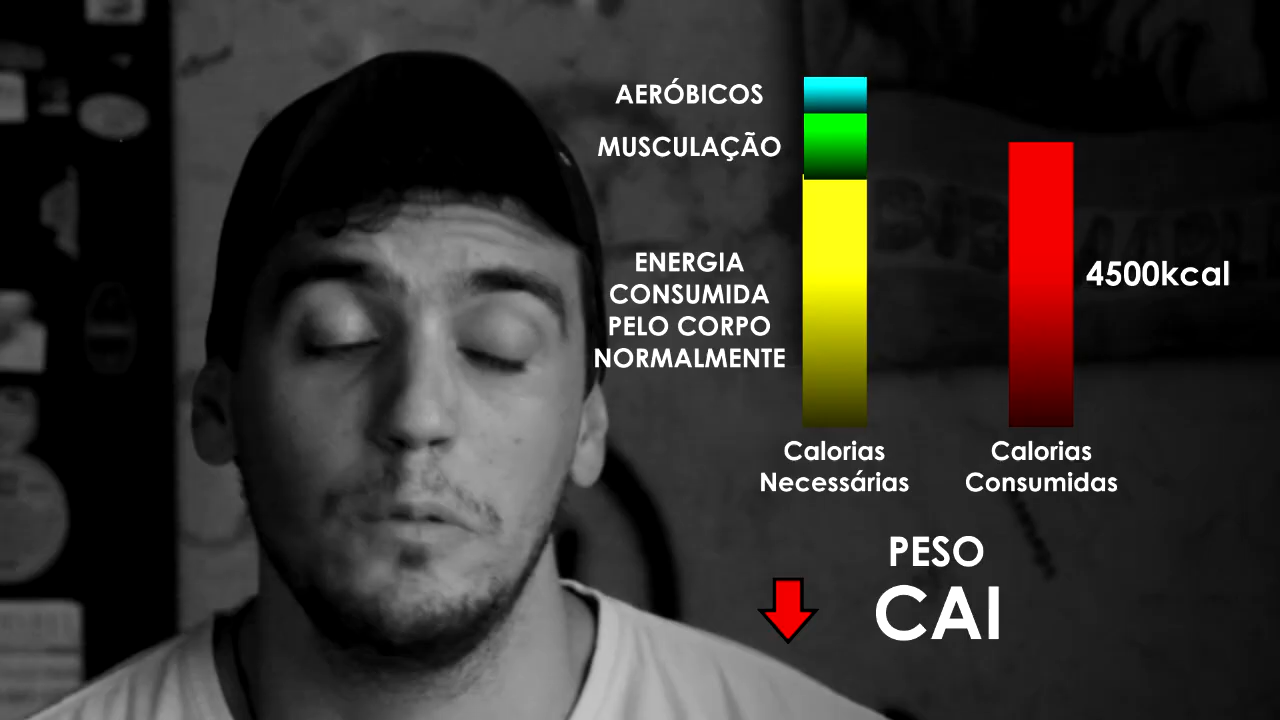 AERÓBICOS
MUSCULAÇÃO
ENERGIA
CONSUMIDA
PELO CORPO
NORMALMENTE
4500kcal
Calorias
Necessárias
Calorias
Consumidas
PESO
CAI